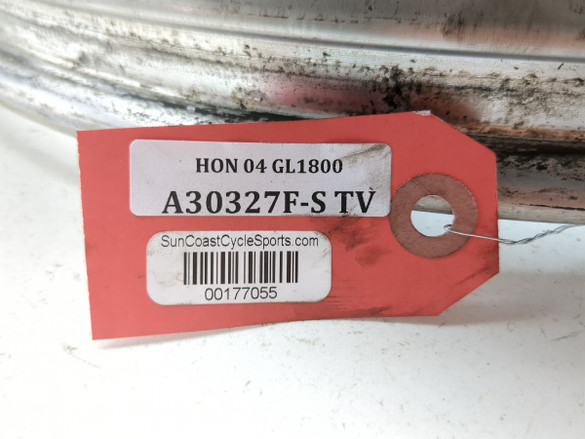 HON 04 GL1800
A30327F-S TV
SunCoastCycleSports.com
00177055